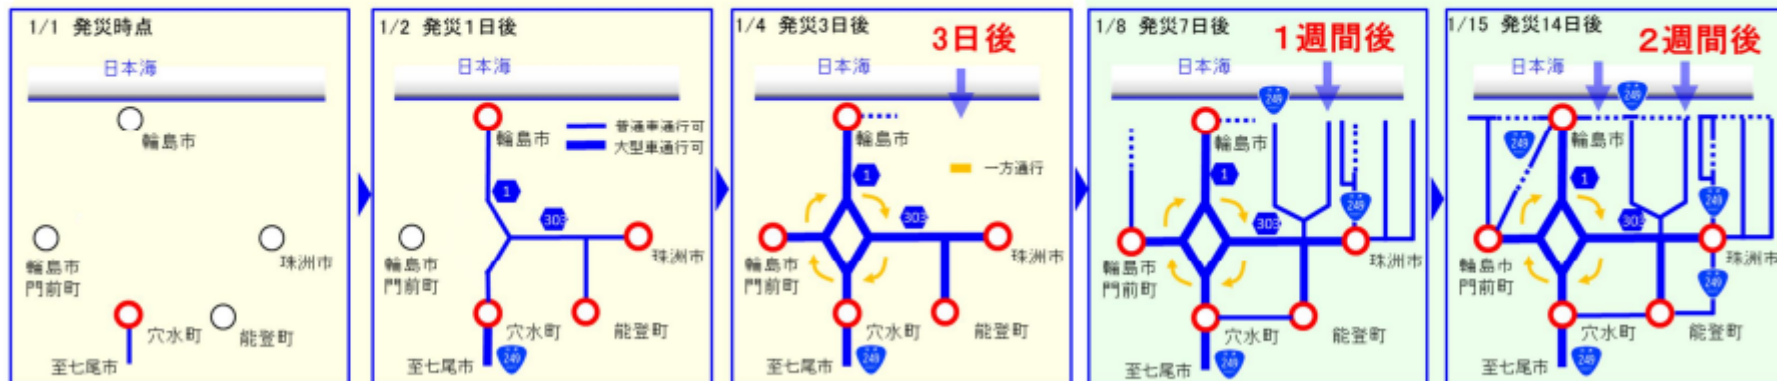 1/1 発災時点
日本海
輪島市
輪島市
門前町
珠洲市
穴水町
能登町
至七尾市
1/2 発災1日後
日本海
輪島市
普通車通行可
大型車通行可
1
303
輪島市
門前町
珠洲市
穴水町
能登町
至七尾市
249
1/4 発災3日後
3日後
日本海
輪島市
一方通行
1
303
輪島市
門前町
珠洲市
穴水町
能登町
至七尾市
249
1/8 発災7日後
1週間後
日本海
249
輪島市
1
303
249
輪島市
門前町
珠洲市
穴水町
能登町
至七尾市
249
1/15 発災14日後
2週間後
日本海
249
249
輪島市
1
303
249
輪島市
門前町
珠洲市
249
穴水町
能登町
至七尾市
249